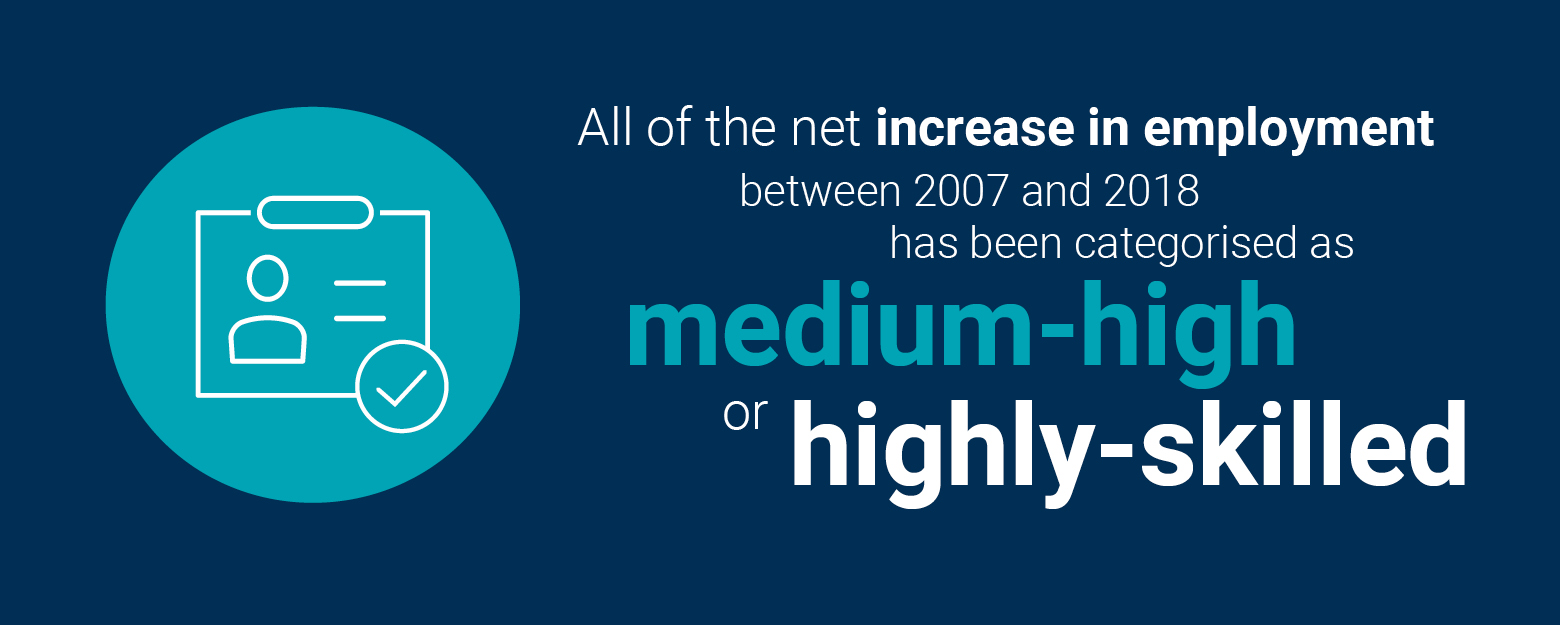 All of the net increase in employment
between 2007 and 2018
has been categorised as
medium-high
or highly-skilled